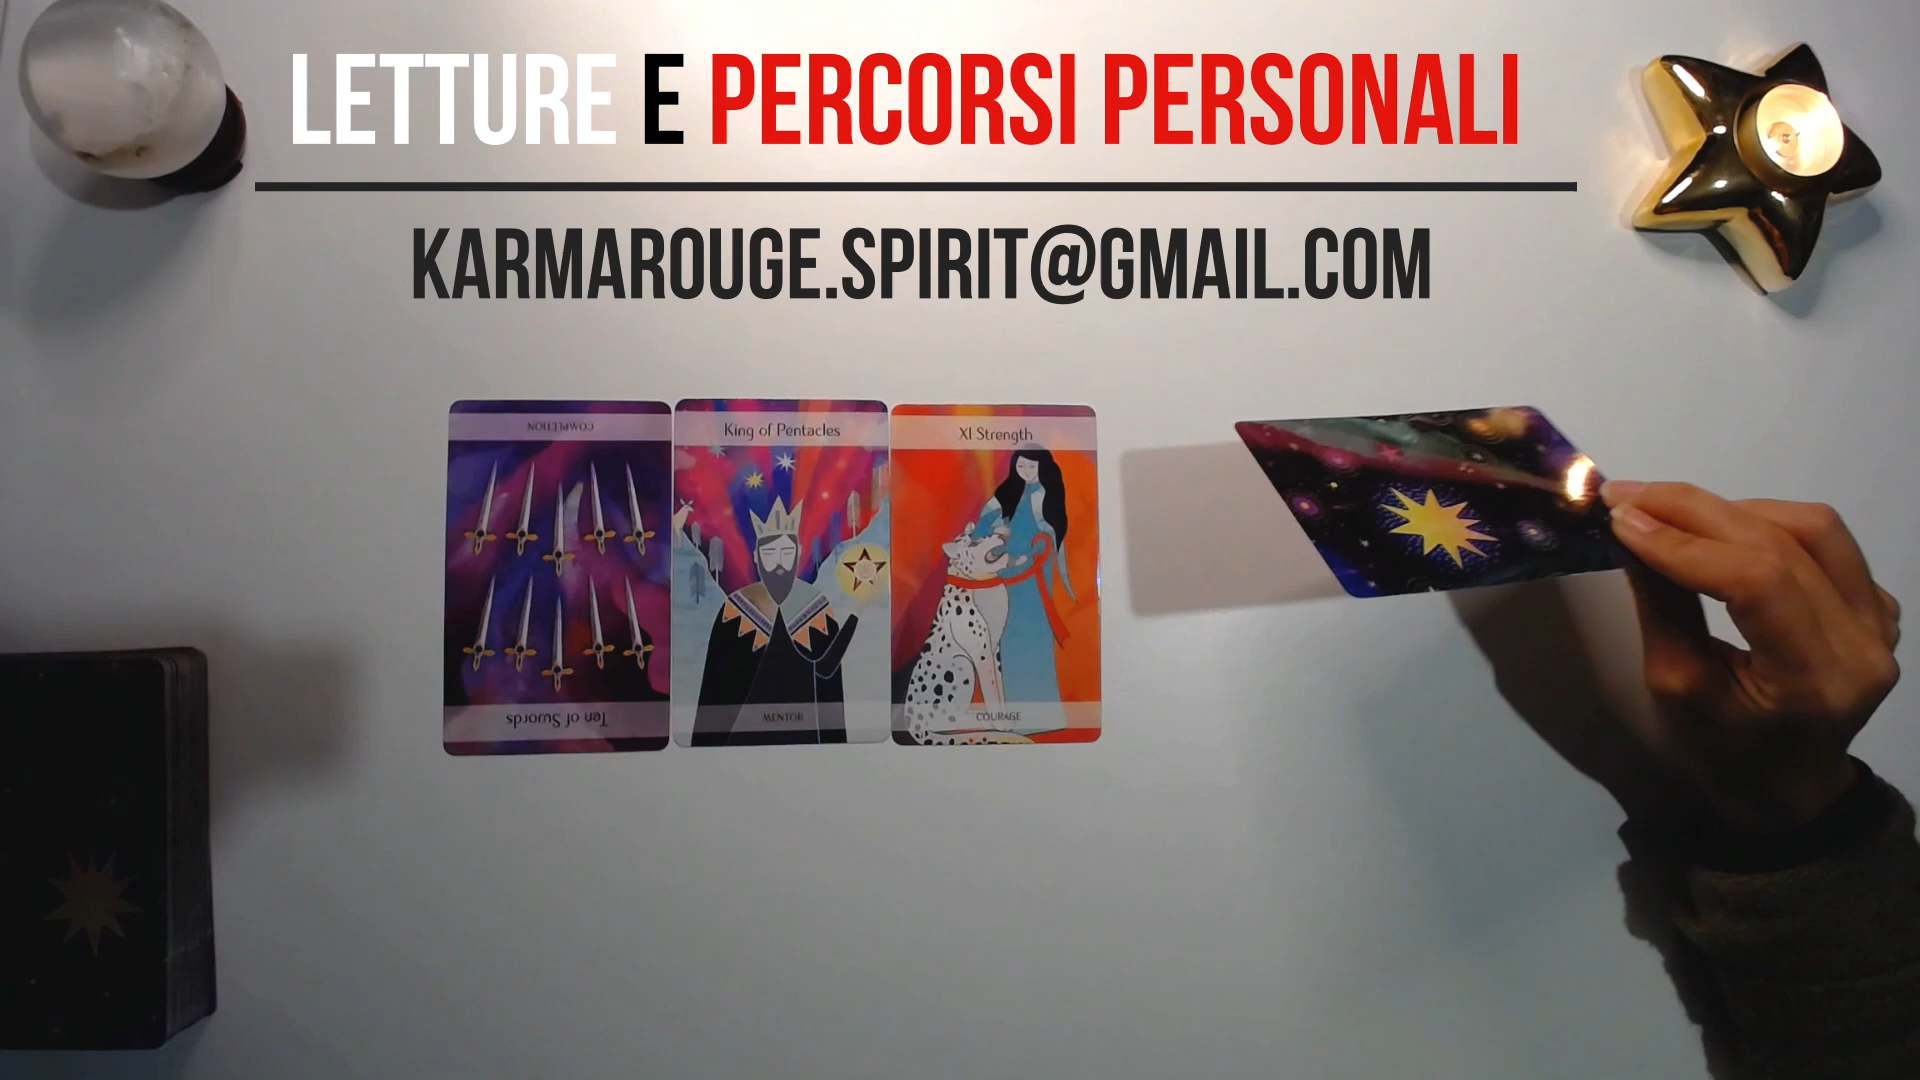 LETTURE E PERCORSI PERSONALI
KARMAROUGE.SPIRIT@GMAIL.COM
COMPLETION
King of Pentacles
XI Strength
Ten of Swords
MENTOR
COURAGE